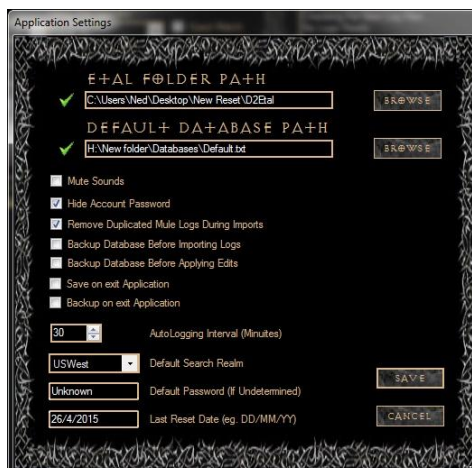 Application Settings
ETAL FOLDER PATH
C:\Users\Ned\Desktop\New Reset\D2Etal
BROWSE
DEFAULT DATABASE PATH
H:\New folder\Databases\Default.txt
BROWSE
Mute Sounds
Hide Account Password
Remove Duplicated Mule Logs During Imports
Backup Database Before Importing Logs
Backup Database Before Applying Edits
Save on exit Application
Backup on exit Application
30 AutoLogging Interval (Minuites)
USWest Default Search Realm
Unknown Default Password (If Undetermined)
SAVE
26/4/2015 Last Reset Date (eg. DD/MM/YY)
CANCEL